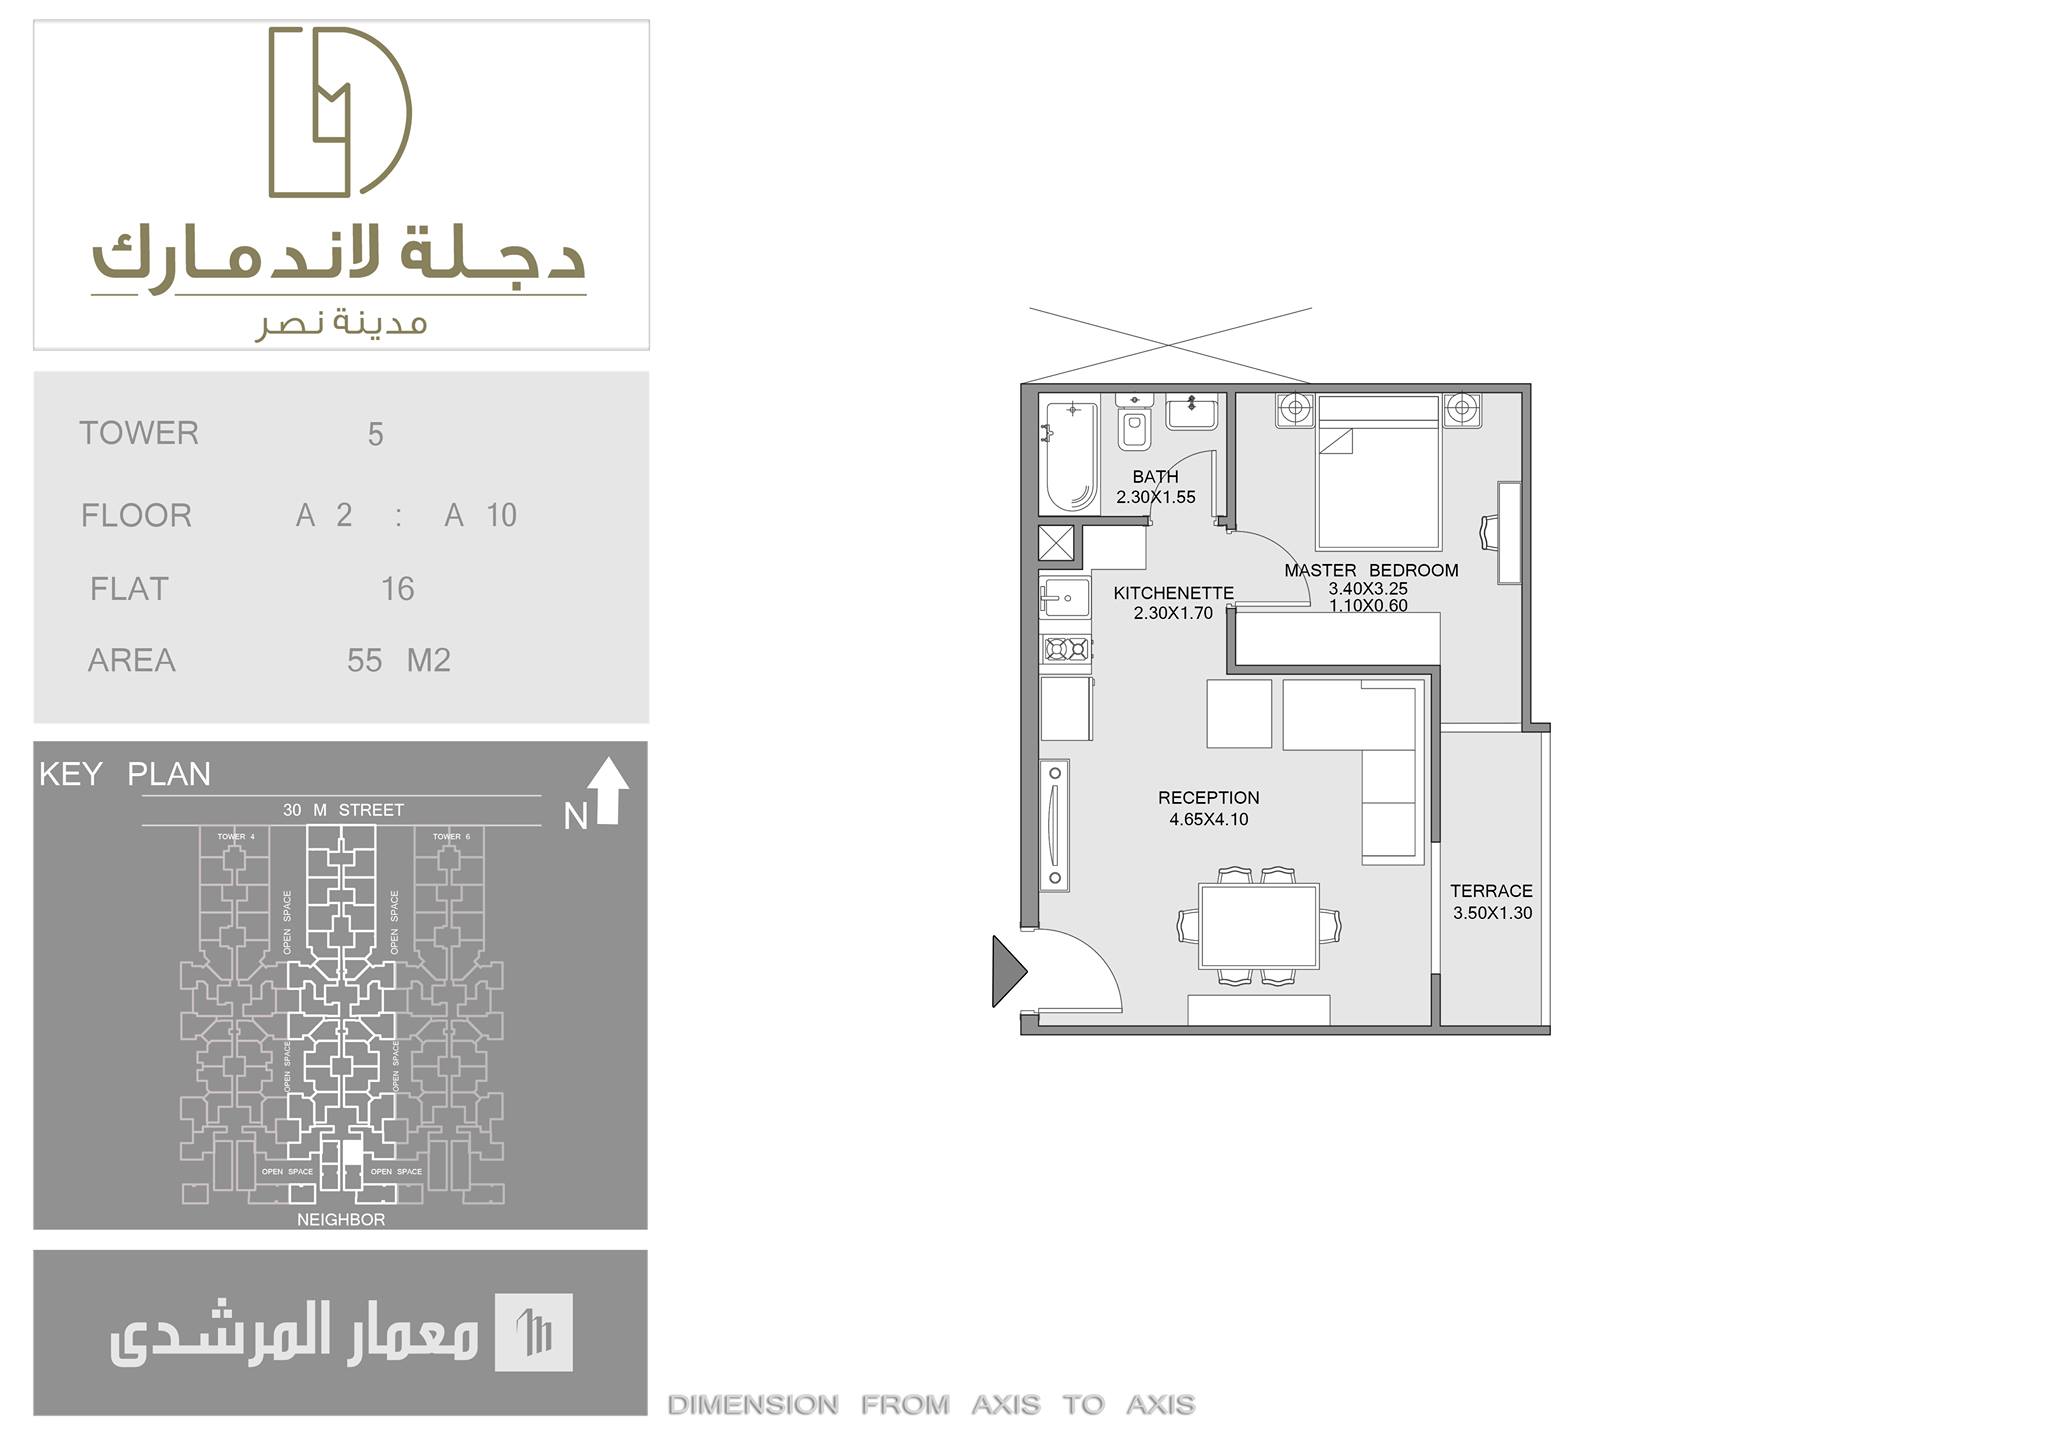 دجلة لاندمارك
مدينة نصر
TOWER 5
FLOOR A 2 : A 10
FLAT 16
AREA 55 M2
KEY PLAN
N
30 M STREET
TOWER 4
TOWER 6
OPEN SPACE
OPEN SPACE
OPEN SPACE
OPEN SPACE
OPEN SPACE
OPEN SPACE
NEIGHBOR
معمار المرشدى
BATH
2.30X1.55
MASTER BEDROOM
3.40X3.25
1.10X0.60
KITCHENETTE
2.30X1.70
RECEPTION
4.65X4.10
TERRACE
3.50X1.30
DIMENSION FROM AXIS TO AXIS